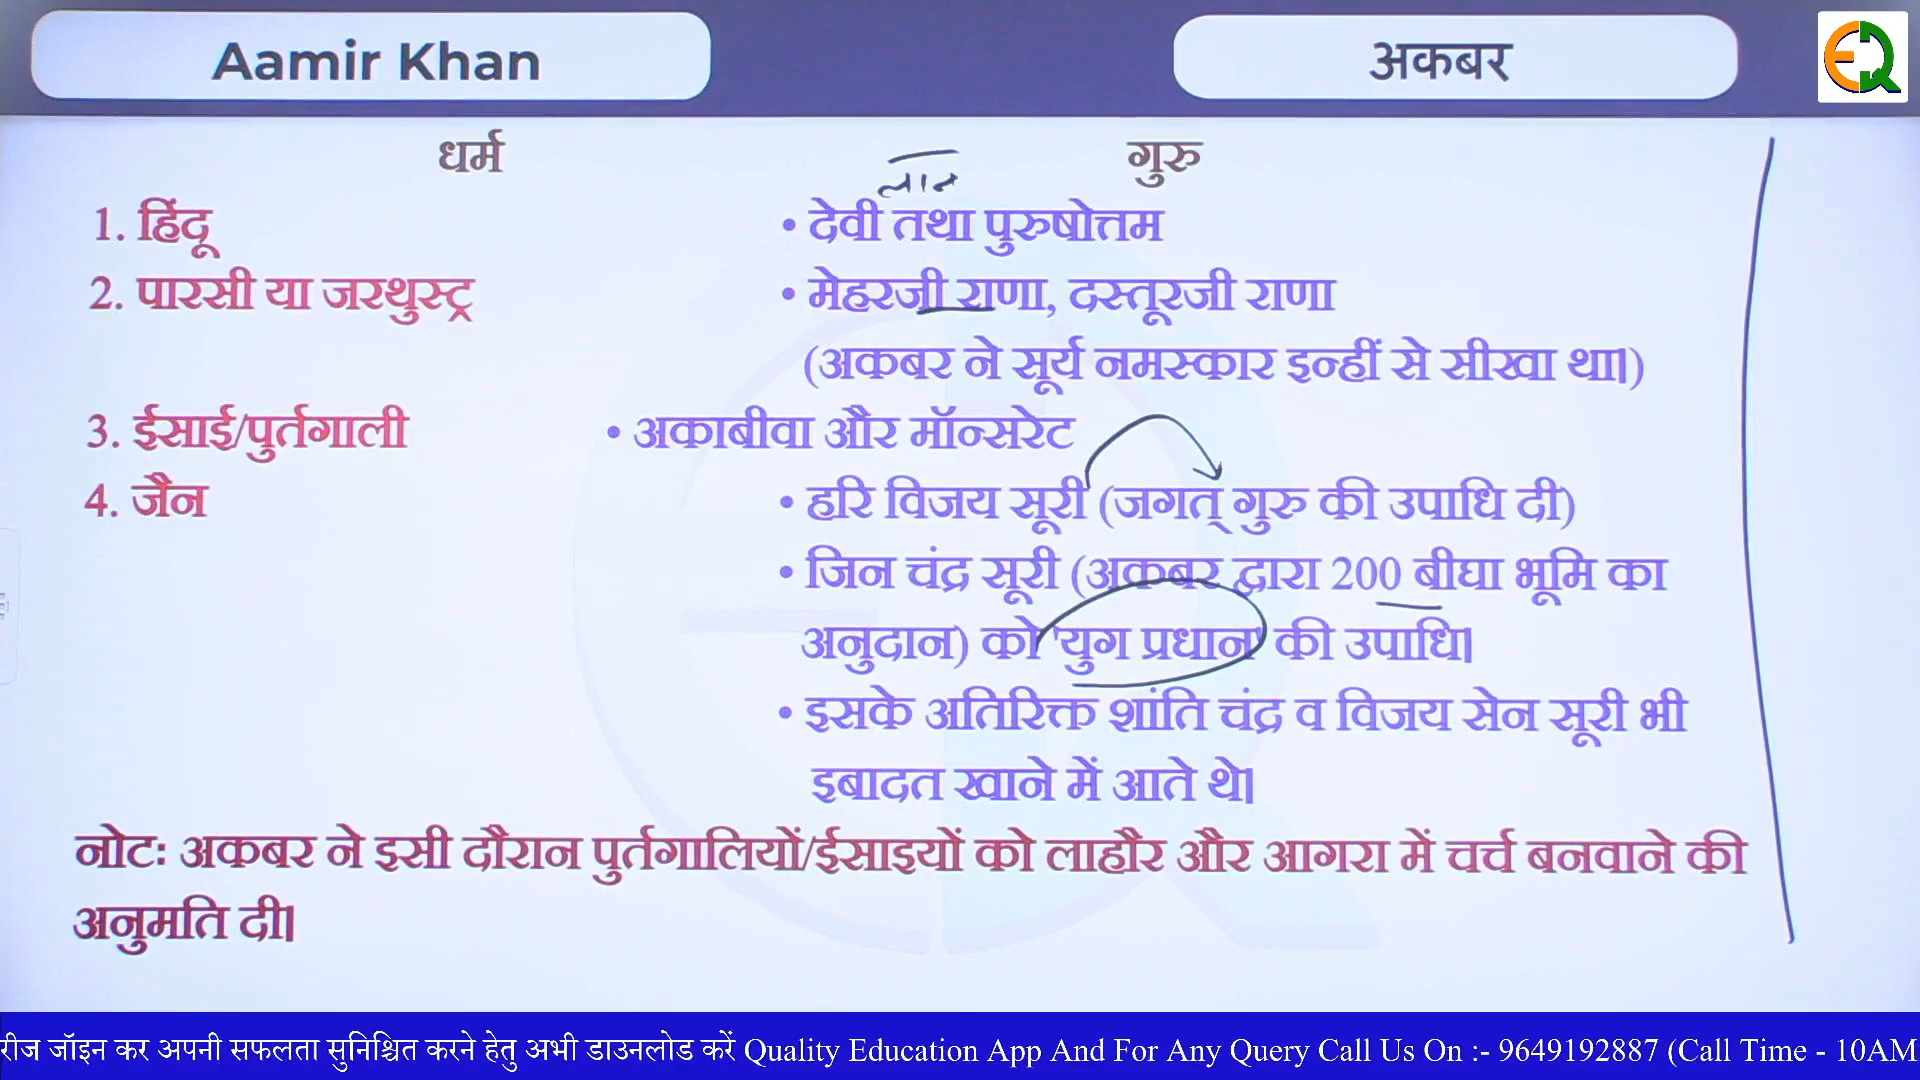 Aamir Khan
अकबर
धर्म
गुरु
1. हिंदू
• देवी तथा पुरुषोत्तम
2. पारसी या जरथुस्ट्र
• मेहरजी राणा, दस्तूरजी राणा
(अकबर ने सूर्य नमस्कार इन्हीं से सीखा था।)
3. ईसाई/पुर्तगाली
• अकाबीवा और मॉन्सरेट
4. जैन
• हरि विजय सूरी (जगत् गुरु की उपाधि दी)
• जिन चंद्र सूरी (अकबर द्वारा 200 बीघा भूमि का
अनुदान) को 'युग प्रधान' की उपाधि।
• इसके अतिरिक्त शांति चंद्र व विजय सेन सूरी भी
इबादत खाने में आते थे।
नोटः अकबर ने इसी दौरान पुर्तगालियों/ईसाइयों को लाहौर और आगरा में चर्च बनवाने की
अनुमति दी।
रीज जॉइन कर अपनी सफलता सुनिश्चित करने हेतु अभी डाउनलोड करें Quality Education App And For Any Query Call Us On :- 9649192887 (Call Time - 10AM